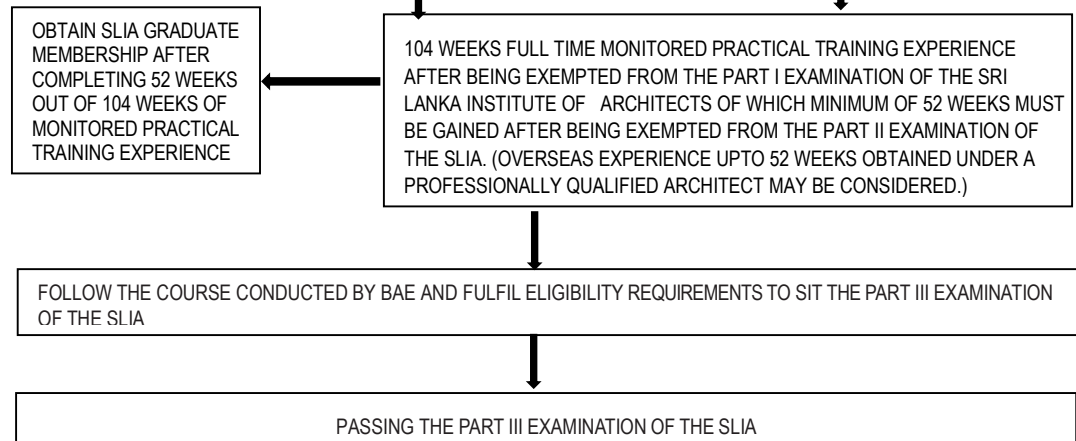 OBTAIN SLIA GRADUATE
MEMBERSHIP AFTER
COMPLETING 52 WEEKS
OUT OF 104 WEEKS OF
MONITORED PRACTICAL
TRAINING EXPERIENCE
104 WEEKS FULL TIME MONITORED PRACTICAL TRAINING EXPERIENCE
AFTER BEING EXEMPTED FROM THE PART I EXAMINATION OF THE SRI
LANKA INSTITUTE OF ARCHITECTS OF WHICH MINIMUM OF 52 WEEKS MUST
BE GAINED AFTER BEING EXEMPTED FROM THE PART II EXAMINATION OF
THE SLIA. (OVERSEAS EXPERIENCE UPTO 52 WEEKS OBTAINED UNDER A
PROFESSIONALLY QUALIFIED ARCHITECT MAY BE CONSIDERED.)
FOLLOW THE COURSE CONDUCTED BY BAE AND FULFIL ELIGIBILITY REQUIREMENTS TO SIT THE PART III EXAMINATION
OF THE SLIA
PASSING THE PART III EXAMINATION OF THE SLIA